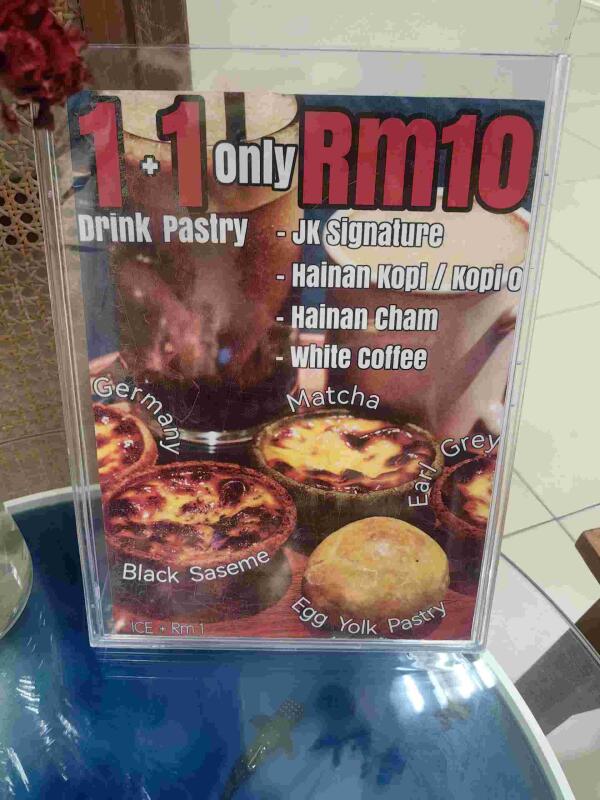 1+1 only Rm10
Drink Pastry
- JK Signature
- Hainan Kopi / Kopi O
- Hainan Cham
- White coffee
Germany
Matcha
Earl Grey
Black Saseme
Egg Yolk Pastry
ICE + Rm 1